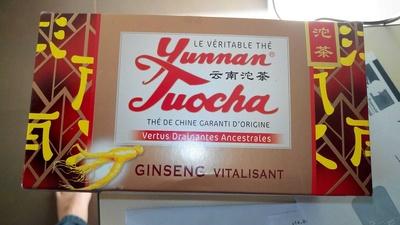 LE VÉRITABLE THÉ
Yunnan®
云南沱茶
Tuocha
THÉ DE CHINE GARANTI D'ORIGINE
Vertus Drainantes Ancestrales
GINSENG VITALISANT
沱茶